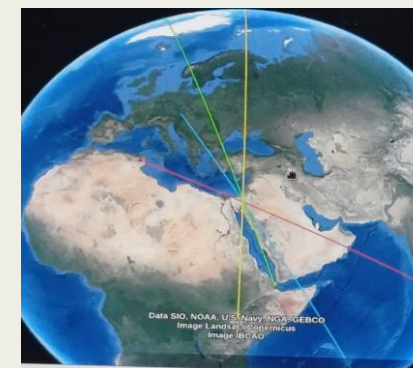 Data SIO, NOAA, U.S. Navy, NGA, GEBCO
Image Landsat / Copernicus
Image IBCAO